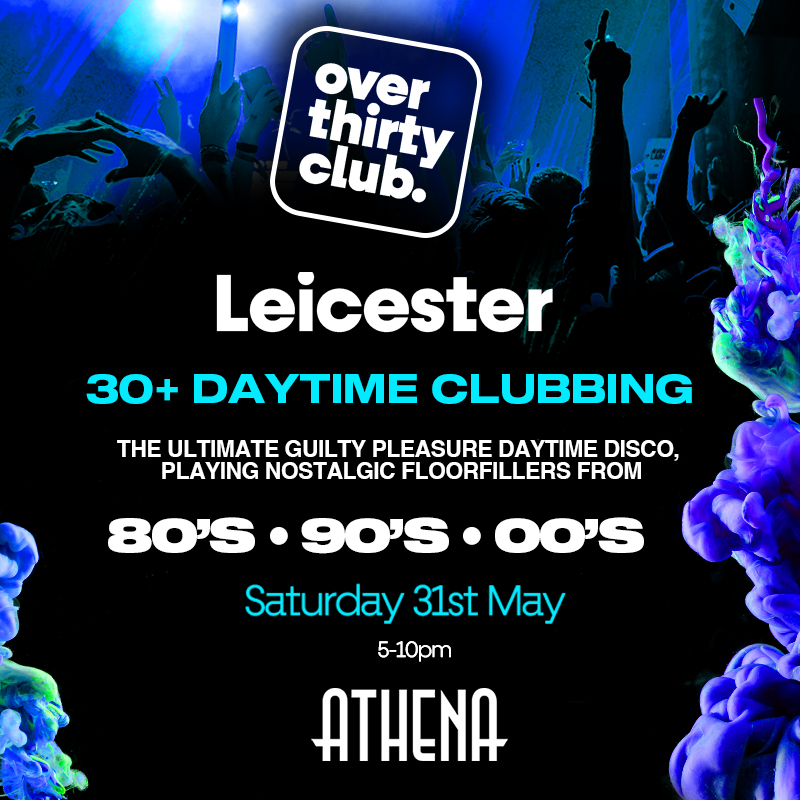 over
thirty
club.
Leicester
30+ DAYTIME CLUBBING
THE ULTIMATE GUILTY PLEASURE DAYTIME DISCO,
PLAYING NOSTALGIC FLOORFILLERS FROM
80'S • 90'S • 00'S
Saturday 31st May
5-10pm
ATHENA